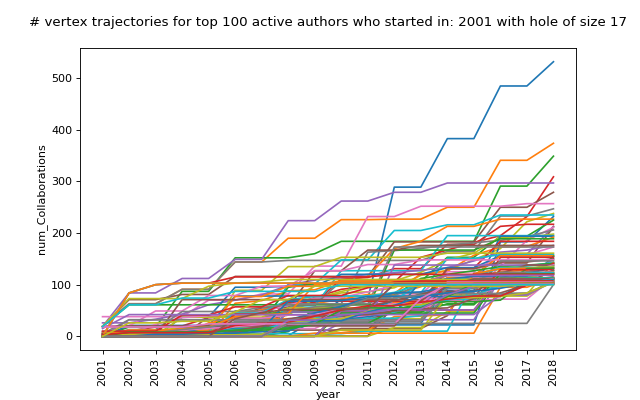 # vertex trajectories for top 100 active authors who started in: 2001 with hole of size 17
500
400
300
200
100
0
num_Collaborations
2001 2002 2003 2004 2005 2006 2007 2008 2009 2010 2011 2012 2013 2014 2015 2016 2017 2018
year